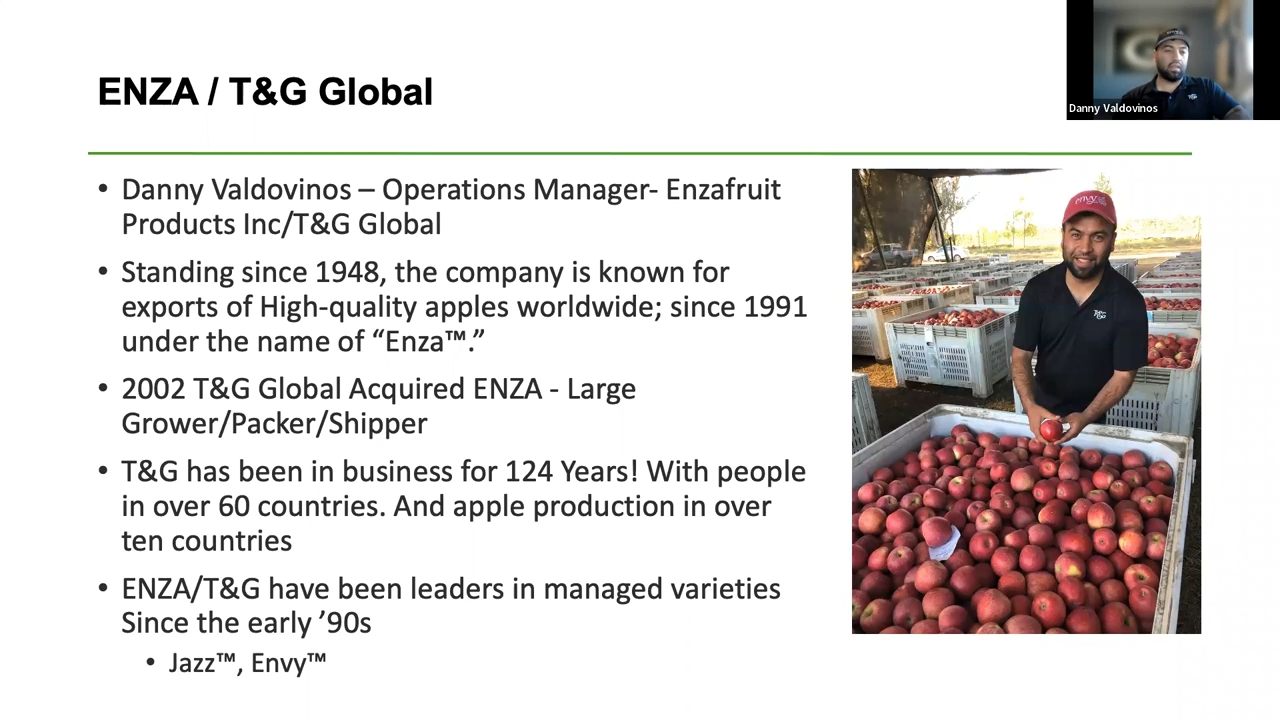 ENZA / T&G Global
Danny Valdovinos
• Danny Valdovinos – Operations Manager- Enzafruit
Products Inc/T&G Global
• Standing since 1948, the company is known for
exports of High-quality apples worldwide; since 1991
under the name of “Enza™.”
• 2002 T&G Global Acquired ENZA - Large
Grower/Packer/Shipper
• T&G has been in business for 124 Years! With people
in over 60 countries. And apple production in over
ten countries
• ENZA/T&G have been leaders in managed varieties
Since the early ’90s
• Jazz™, Envy™
envy
T&G